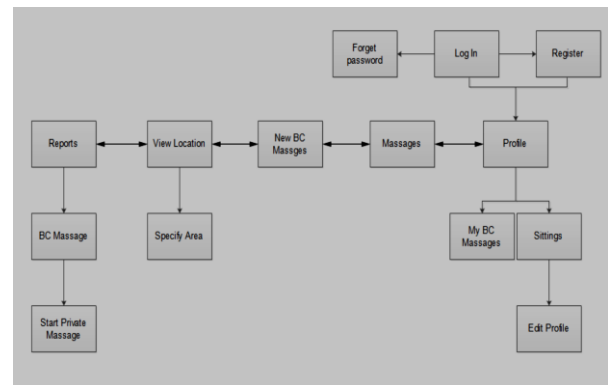 Forget
password
Log In
Register
Reports
View Location
New BC
Massges
Massages
Profile
BC Massage
Specify Area
My BC
Massages
Sittings
Start Private
Massage
Edit Profile